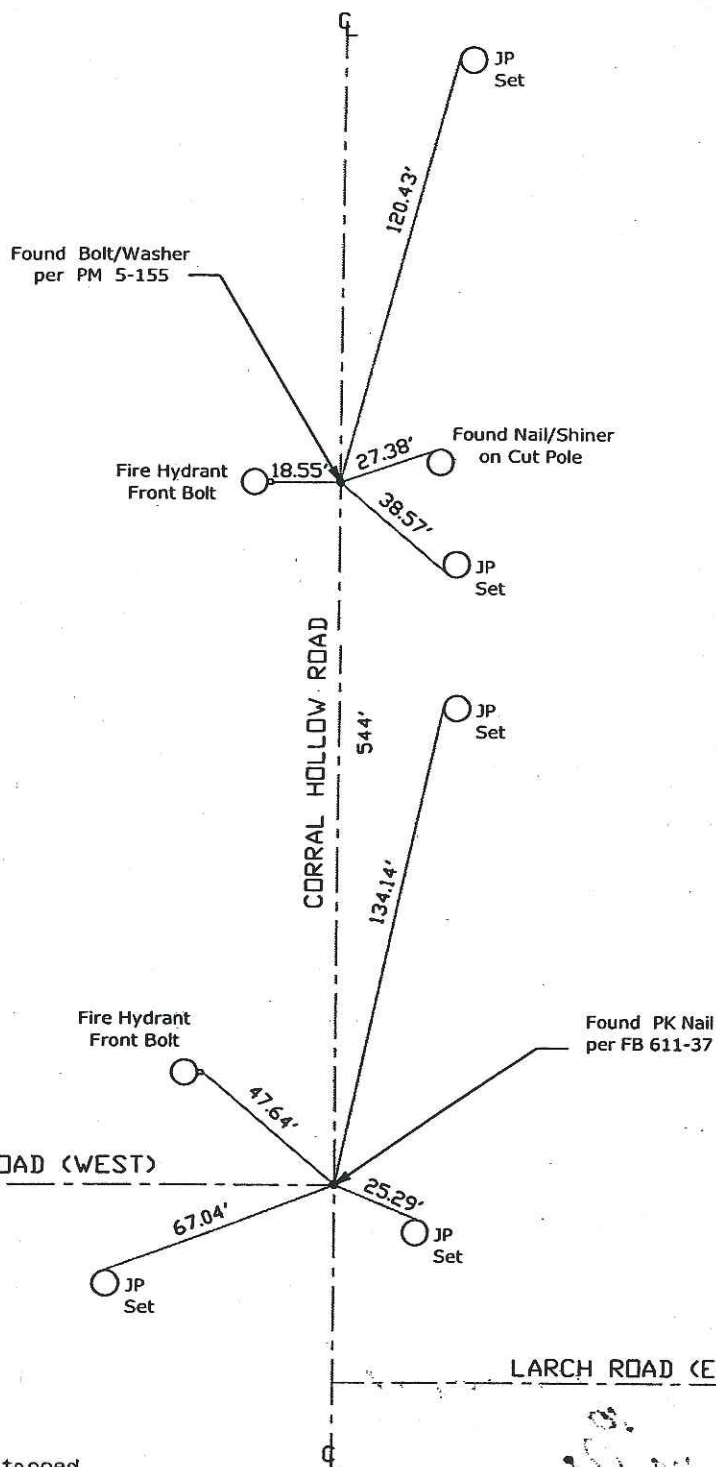 ℄
JP
Set
120.43'
Found Bolt/Washer
per PM 5-155
Found Nail/Shiner
on Cut Pole
27.38'
Fire Hydrant
Front Bolt
18.55'
38.57'
JP
Set
CORRAL HOLLOW ROAD
544'
JP
Set
134.14'
Fire Hydrant
Front Bolt
Found PK Nail
per FB 611-37
47.64'
OAD (WEST)
25.29'
67.04'
JP
Set
JP
Set
LARCH ROAD (E